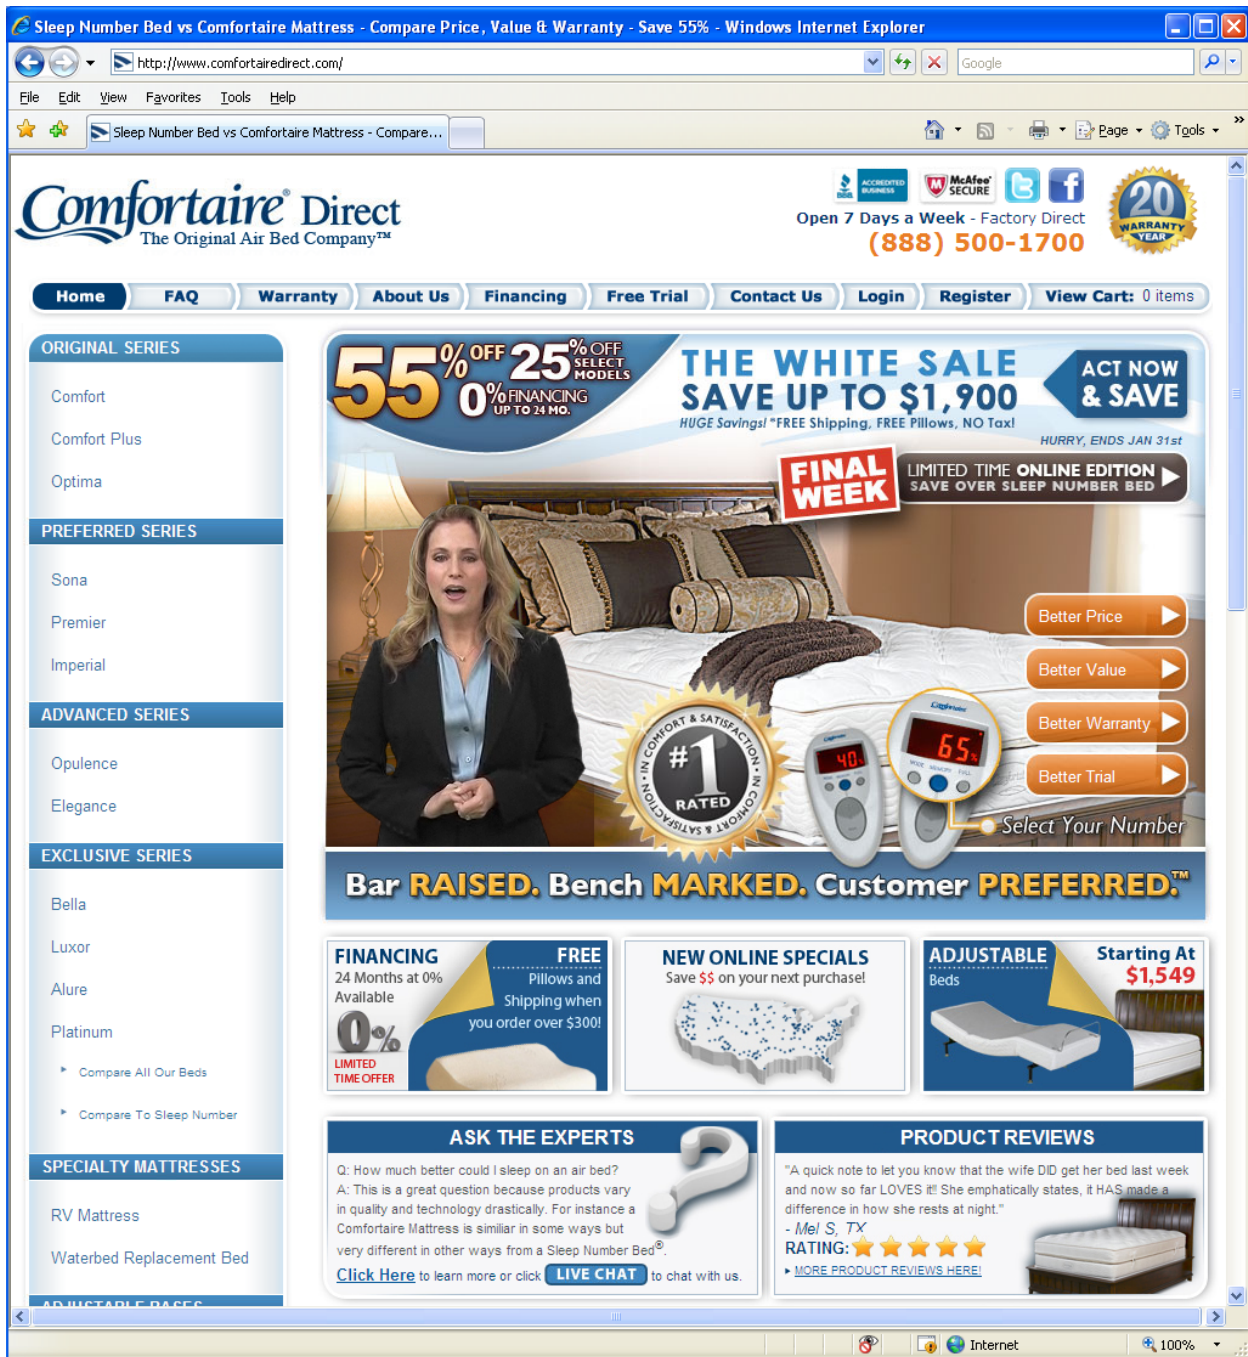 Sleep Number Bed vs Comfortaire Mattress - Compare Price, Value & Warranty - Save 55% - Windows Internet Explorer
http://www.comfortairedirect.com/
Google
File Edit View Favorites Tools Help
Sleep Number Bed vs Comfortaire Mattress - Compare...
Page Tools
Comfortaire® Direct
The Original Air Bed Company™
BBB ACCREDITED BUSINESS
McAfee SECURE
Open 7 Days a Week - Factory Direct
(888) 500-1700
20
WARRANTY
YEAR
Home FAQ Warranty About Us Financing Free Trial Contact Us Login Register View Cart: 0 items
ORIGINAL SERIES
Comfort
Comfort Plus
Optima
PREFERRED SERIES
Sona
Premier
Imperial
ADVANCED SERIES
Opulence
Elegance
EXCLUSIVE SERIES
Bella
Luxor
Alure
Platinum
Compare All Our Beds
Compare To Sleep Number
SPECIALTY MATTRESSES
RV Mattress
Waterbed Replacement Bed
ADJUSTABLE BASES
55% OFF 25% OFF SELECT MODELS
0% FINANCING UP TO 24 MO.
THE WHITE SALE
SAVE UP TO $1,900
HUGE Savings! *FREE Shipping, FREE Pillows, NO Tax!
ACT NOW
& SAVE
HURRY, ENDS JAN 31st
FINAL
WEEK
LIMITED TIME ONLINE EDITION
SAVE OVER SLEEP NUMBER BED
Better Price
Better Value
Better Warranty
Better Trial
IN COMFORT & SATISFACTION • IN COMFORT & SATISFACTION •
#1
RATED
40
Comfortaire
65%
MODE MEMORY FULL
Select Your Number
Bar RAISED. Bench MARKED. Customer PREFERRED.™
FINANCING
24 Months at 0%
Available
0%
LIMITED
TIME OFFER
FREE
Pillows and
Shipping when
you order over $300!
NEW ONLINE SPECIALS
Save $$ on your next purchase!
ADJUSTABLE
Beds
Starting At
$1,549
ASK THE EXPERTS
Q: How much better could I sleep on an air bed?
A: This is a great question because products vary
in quality and technology drastically. For instance a
Comfortaire Mattress is similiar in some ways but
very different in other ways from a Sleep Number Bed®.
Click Here to learn more or click LIVE CHAT to chat with us.
PRODUCT REVIEWS
"A quick note to let you know that the wife DID get her bed last week
and now so far LOVES it!! She emphatically states, it HAS made a
difference in how she rests at night."
- Mel S, TX
RATING:
MORE PRODUCT REVIEWS HERE!
Internet
100%